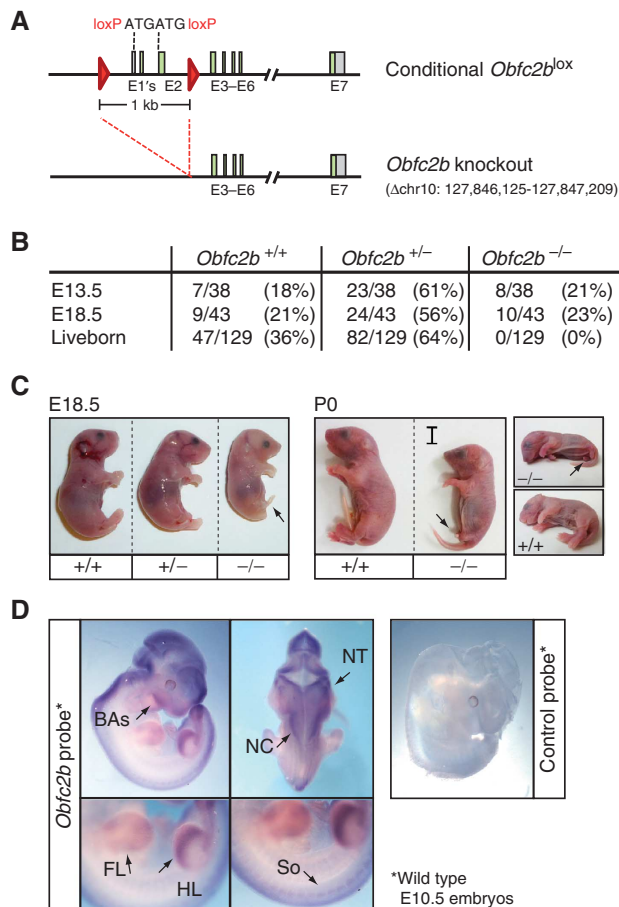 A
loxP ATGATG loxP
E1's E2 E3–E6 E7
1 kb
Conditional Obfc2b lox
E3–E6 E7
Obfc2b knockout
(Δchr10: 127,846,125-127,847,209)
B
Obfc2b +/+ Obfc2b +/– Obfc2b –/–
E13.5 7/38 (18%) 23/38 (61%) 8/38 (21%)
E18.5 9/43 (21%) 24/43 (56%) 10/43 (23%)
Liveborn 47/129 (36%) 82/129 (64%) 0/129 (0%)
C
E18.5
+/+ +/– –/–
P0
+/+ –/–
–/–
+/+
D
Obfc2b probe*
BAs
NT
NC
FL
HL
So
Control probe*
*Wild type
E10.5 embryos